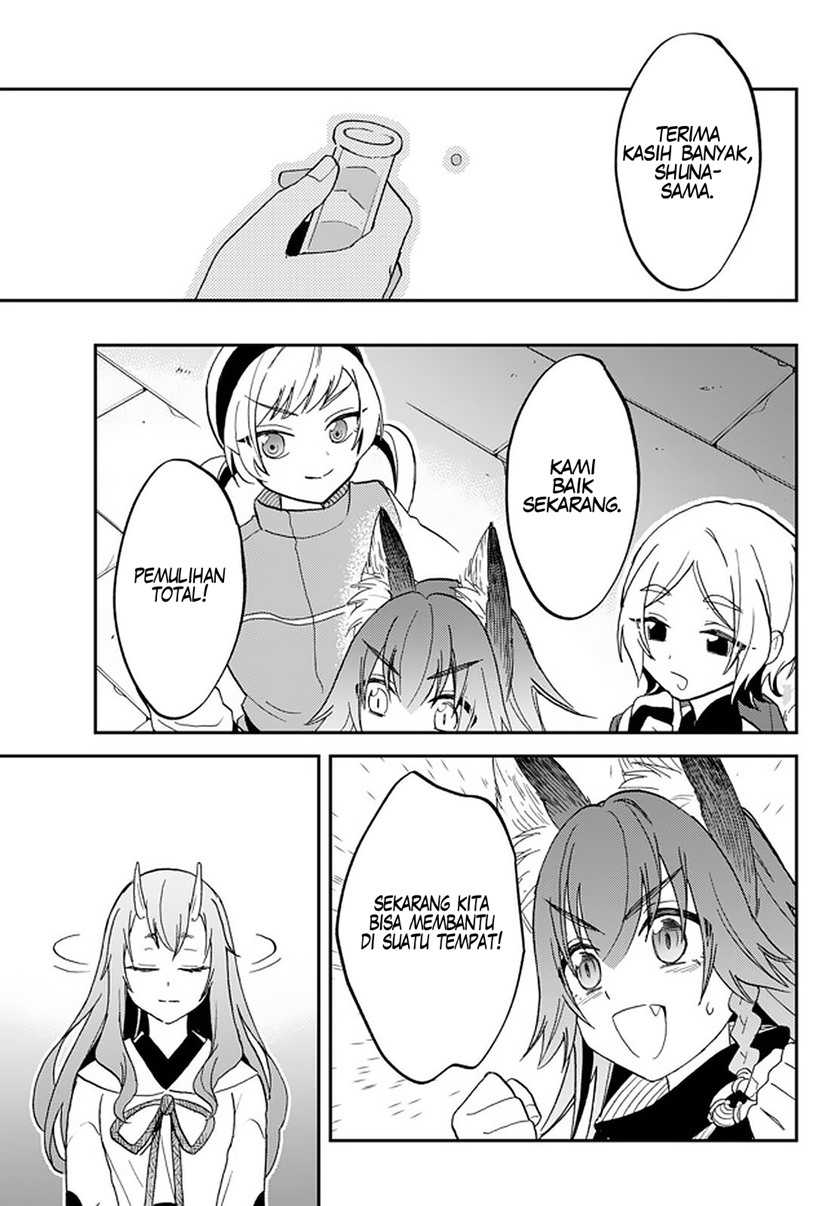 TERIMA
KASIH BANYAK,
SHUNA-
SAMA.
KAMI
BAIK
SEKARANG.
PEMULIHAN
TOTAL!
SEKARANG KITA
BISA MEMBANTU
DI SUATU TEMPAT!